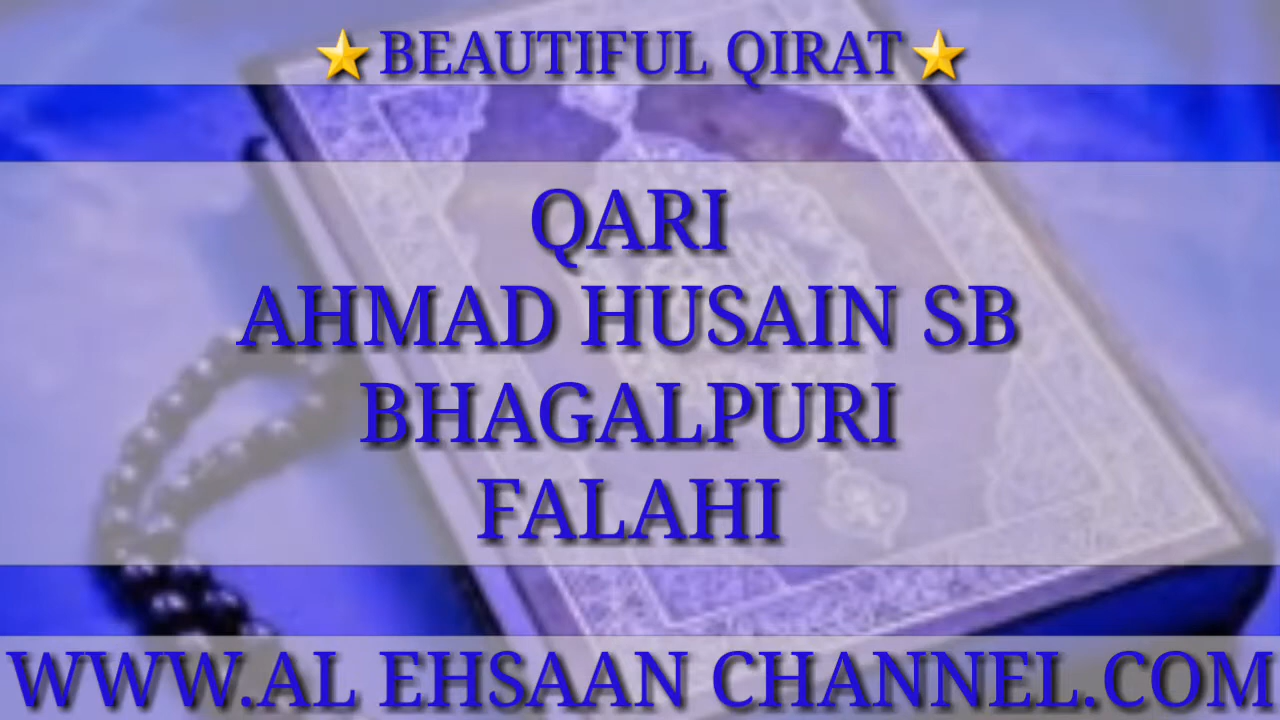 ⭐BEAUTIFUL QIRAT⭐
QARI
AHMAD HUSAIN SB
BHAGALPURI
FALAHI
WWW.AL EHSAAN CHANNEL.COM